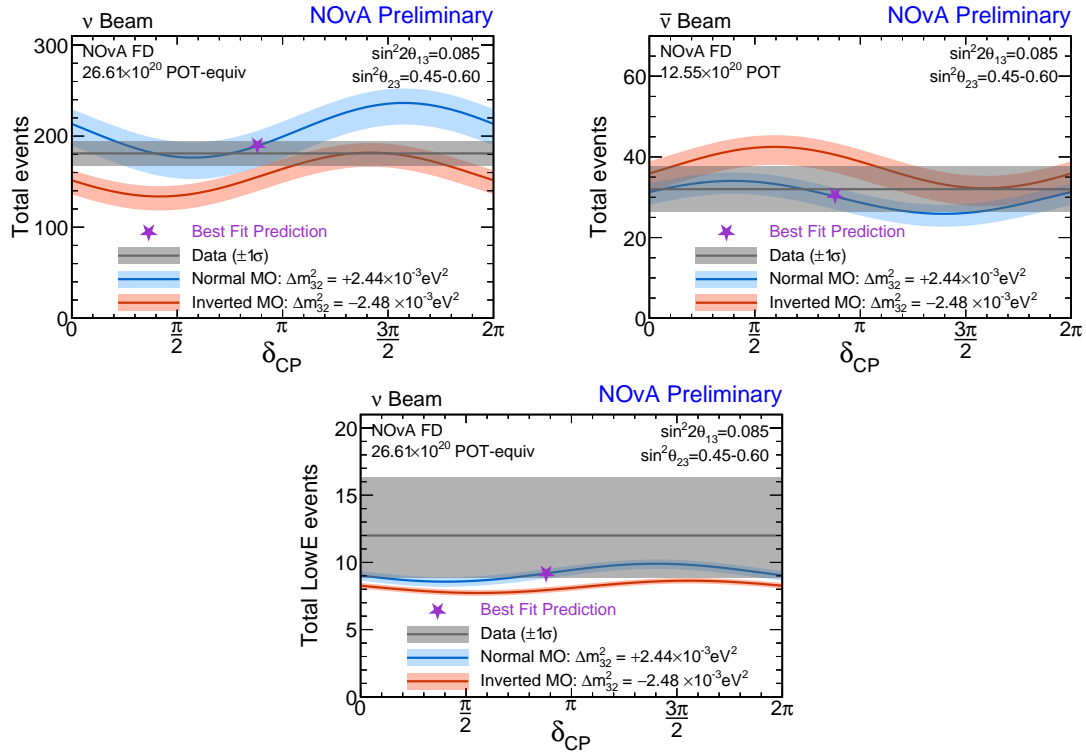 ν Beam
NOvA Preliminary
NOvA FD
26.61×10²⁰ POT-equiv
sin²2θ₁₃=0.085
sin²θ₂₃=0.45-0.60
Total events
300
200
100
0
Best Fit Prediction
Data (±1σ)
Normal MO: Δm²₃₂ = +2.44×10⁻³eV²
Inverted MO: Δm²₃₂ = −2.48 ×10⁻³eV²
0 π/2 π 3π/2 2π
δCP
ν̄ Beam
NOvA Preliminary
NOvA FD
12.55×10²⁰ POT
sin²2θ₁₃=0.085
sin²θ₂₃=0.45-0.60
Total events
60
40
20
0
Best Fit Prediction
Data (±1σ)
Normal MO: Δm²₃₂ = +2.44×10⁻³eV²
Inverted MO: Δm²₃₂ = −2.48 ×10⁻³eV²
0 π/2 π 3π/2 2π
δCP
ν Beam
NOvA Preliminary
NOvA FD
26.61×10²⁰ POT-equiv
sin²2θ₁₃=0.085
sin²θ₂₃=0.45-0.60
Total LowE events
20
15
10
5
0
Best Fit Prediction
Data (±1σ)
Normal MO: Δm²₃₂ = +2.44×10⁻³eV²
Inverted MO: Δm²₃₂ = −2.48 ×10⁻³eV²
0 π/2 π 3π/2 2π
δCP